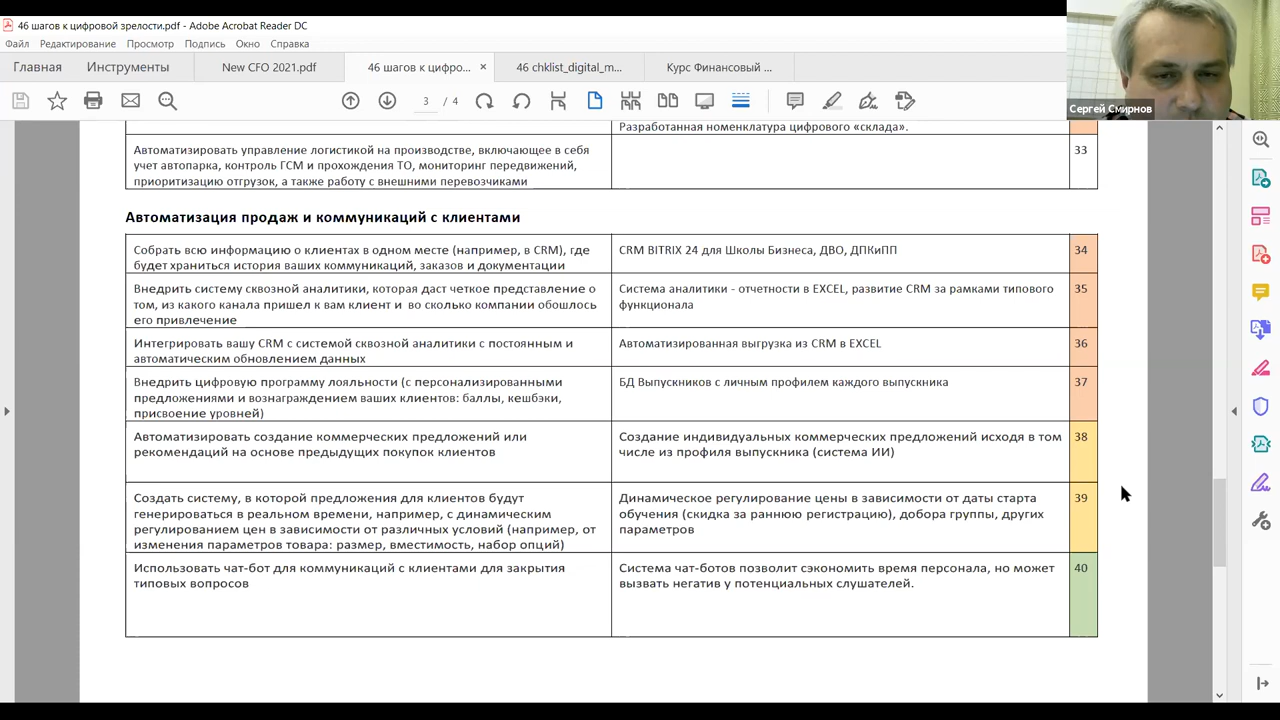 46 шагов к цифровой зрелости.pdf - Adobe Acrobat Reader DC
Файл Редактирование Просмотр Подпись Окно Справка
Главная Инструменты New CFO 2021.pdf 46 шагов к цифро... × 46 chklist_digital_m... Курс Финансовый ...
3 / 4
Сергей Смирнов
Разработанная номенклатура цифрового «склада».
Автоматизировать управление логистикой на производстве, включающее в себя
учет автопарка, контроль ГСМ и прохождения ТО, мониторинг передвижений,
приоритизацию отгрузок, а также работу с внешними перевозчиками
33
Автоматизация продаж и коммуникаций с клиентами
Собрать всю информацию о клиентах в одном месте (например, в CRM), где
будет храниться история ваших коммуникаций, заказов и документации
CRM BITRIX 24 для Школы Бизнеса, ДВО, ДПКиПП
34
Внедрить систему сквозной аналитики, которая даст четкое представление о
том, из какого канала пришел к вам клиент и во сколько компании обошлось
его привлечение
Система аналитики - отчетности в EXCEL, развитие CRM за рамками типового
функционала
35
Интегрировать вашу CRM с системой сквозной аналитики с постоянным и
автоматическим обновлением данных
Автоматизированная выгрузка из CRM в EXCEL
36
Внедрить цифровую программу лояльности (с персонализированными
предложениями и вознаграждением ваших клиентов: баллы, кешбэки,
присвоение уровней)
БД Выпускников с личным профилем каждого выпускника
37
Автоматизировать создание коммерческих предложений или
рекомендаций на основе предыдущих покупок клиентов
Создание индивидуальных коммерческих предложений исходя в том
числе из профиля выпускника (система ИИ)
38
Создать систему, в которой предложения для клиентов будут
генерироваться в реальном времени, например, с динамическим
регулированием цен в зависимости от различных условий (например, от
изменения параметров товара: размер, вместимость, набор опций)
Динамическое регулирование цены в зависимости от даты старта
обучения (скидка за раннюю регистрацию), добора группы, других
параметров
39
Использовать чат-бот для коммуникаций с клиентами для закрытия
типовых вопросов
Система чат-ботов позволит сэкономить время персонала, но может
вызвать негатив у потенциальных слушателей.
40